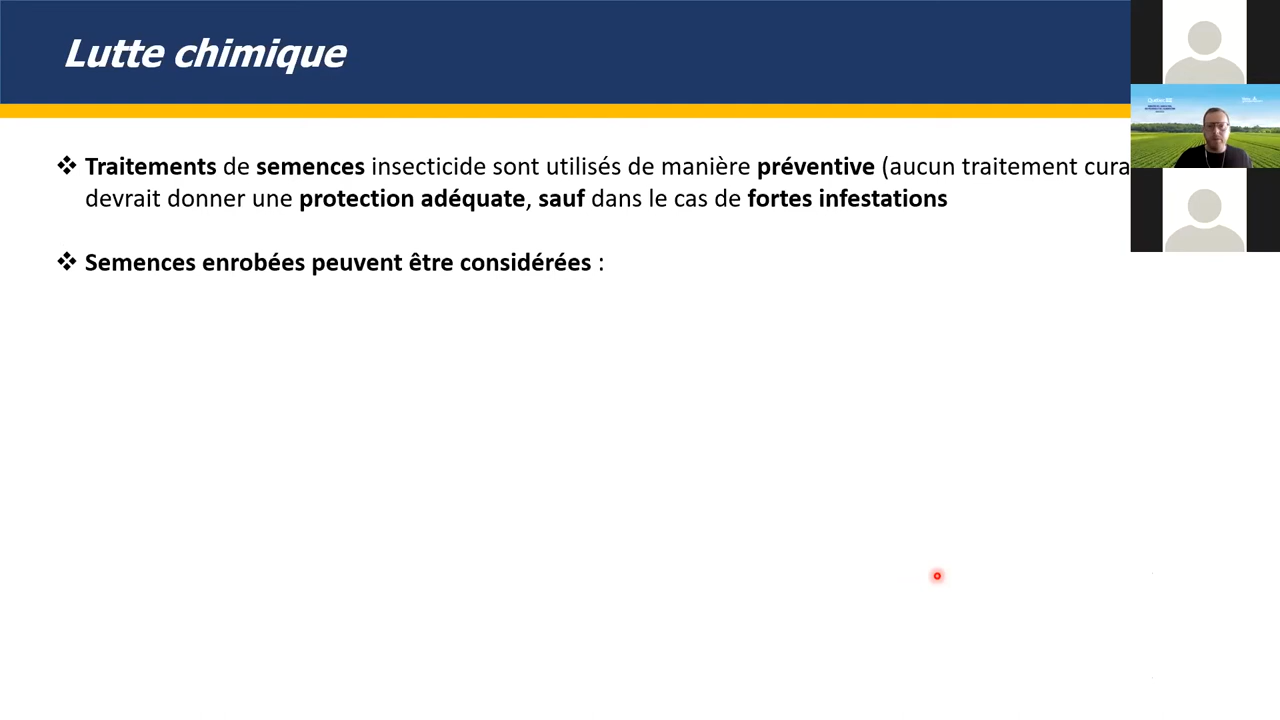 Lutte chimique
❖ Traitements de semences insecticide sont utilisés de manière préventive (aucun traitement cura
devrait donner une protection adéquate, sauf dans le cas de fortes infestations
❖ Semences enrobées peuvent être considérées :